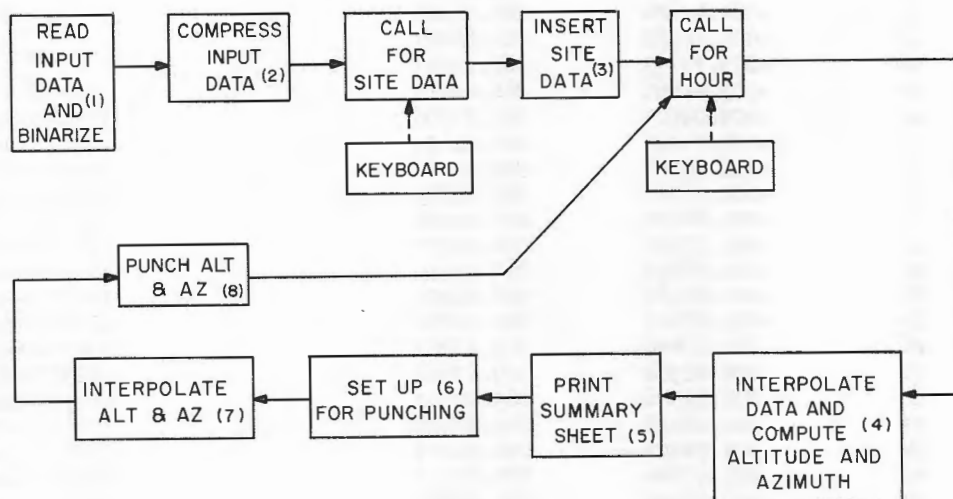 READ
INPUT
DATA
AND (1)
BINARIZE
COMPRESS
INPUT
DATA (2)
CALL
FOR
SITE DATA
INSERT
SITE
DATA (3)
CALL
FOR
HOUR
KEYBOARD
KEYBOARD
PUNCH ALT
& AZ (8)
INTERPOLATE
ALT & AZ (7)
SET UP (6)
FOR PUNCHING
PRINT
SUMMARY
SHEET (5)
INTERPOLATE
DATA AND
COMPUTE (4)
ALTITUDE AND
AZIMUTH